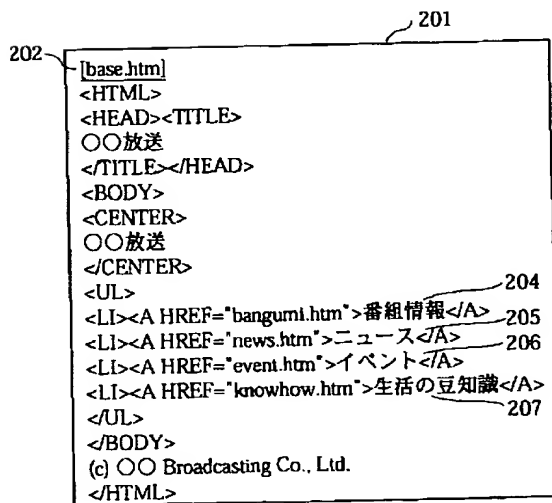 201
202
[base.htm]
<HTML>
<HEAD><TITLE>
○○放送
</TITLE></HEAD>
<BODY>
<CENTER>
○○放送
</CENTER>
<UL>
204
<LI><A HREF="bangumi.htm">番組情報</A>
205
<LI><A HREF="news.htm">ニュース</A>
206
<LI><A HREF="event.htm">イベント</A>
<LI><A HREF="knowhow.htm">生活の豆知識</A>
207
</UL>
</BODY>
(c) ○○ Broadcasting Co., Ltd.
</HTML>